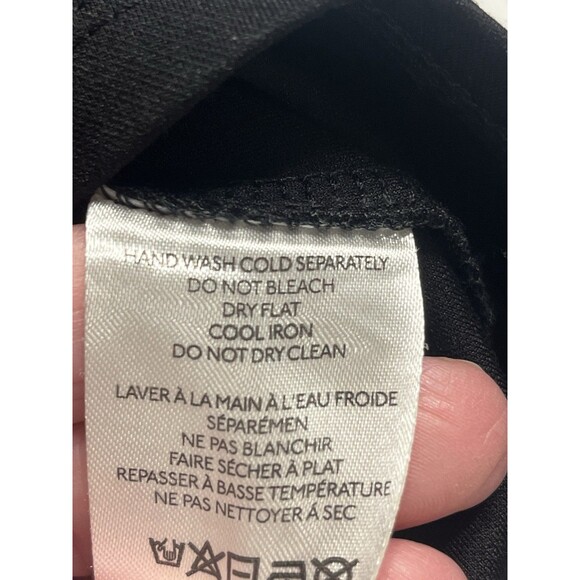 HAND WASH COLD SEPARATELY
DO NOT BLEACH
DRY FLAT
COOL IRON
DO NOT DRY CLEAN
LAVER À LA MAIN À L'EAU FROIDE
SÉPARÉMEN
NE PAS BLANCHIR
FAIRE SÉCHER À PLAT
REPASSER À BASSE TEMPÉRATURE
NE PAS NETTOYER À SEC